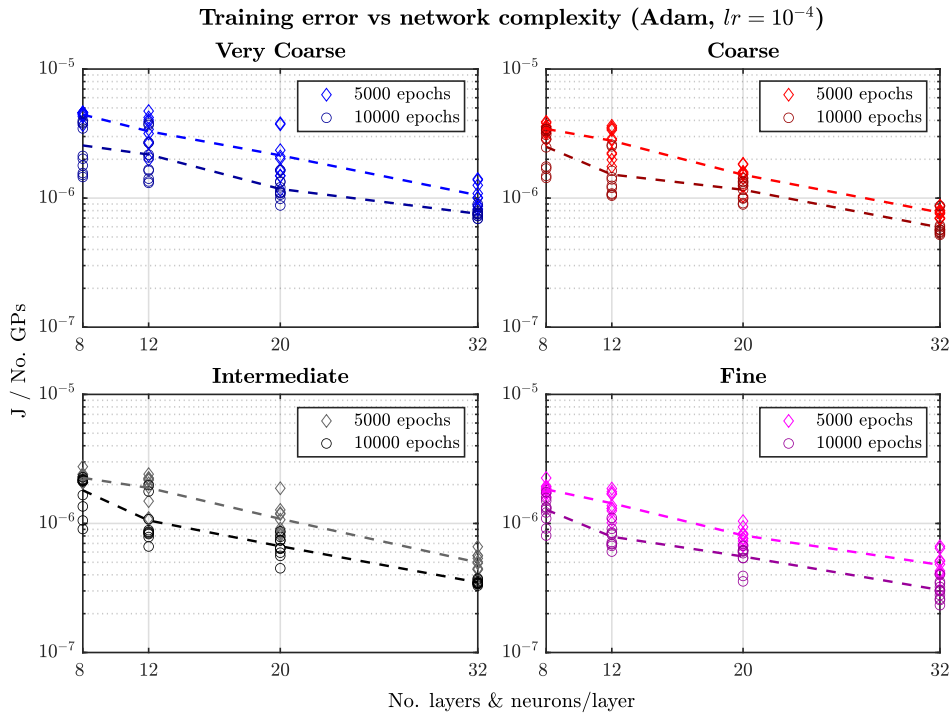 Training error vs network complexity (Adam, lr = 10⁻⁴)
Very Coarse
10⁻⁵
10⁻⁶
10⁻⁷
8 12 20 32
5000 epochs
10000 epochs
Coarse
10⁻⁵
10⁻⁶
10⁻⁷
8 12 20 32
5000 epochs
10000 epochs
J / No. GPs
Intermediate
10⁻⁵
10⁻⁶
10⁻⁷
8 12 20 32
5000 epochs
10000 epochs
Fine
10⁻⁵
10⁻⁶
10⁻⁷
8 12 20 32
5000 epochs
10000 epochs
No. layers & neurons/layer